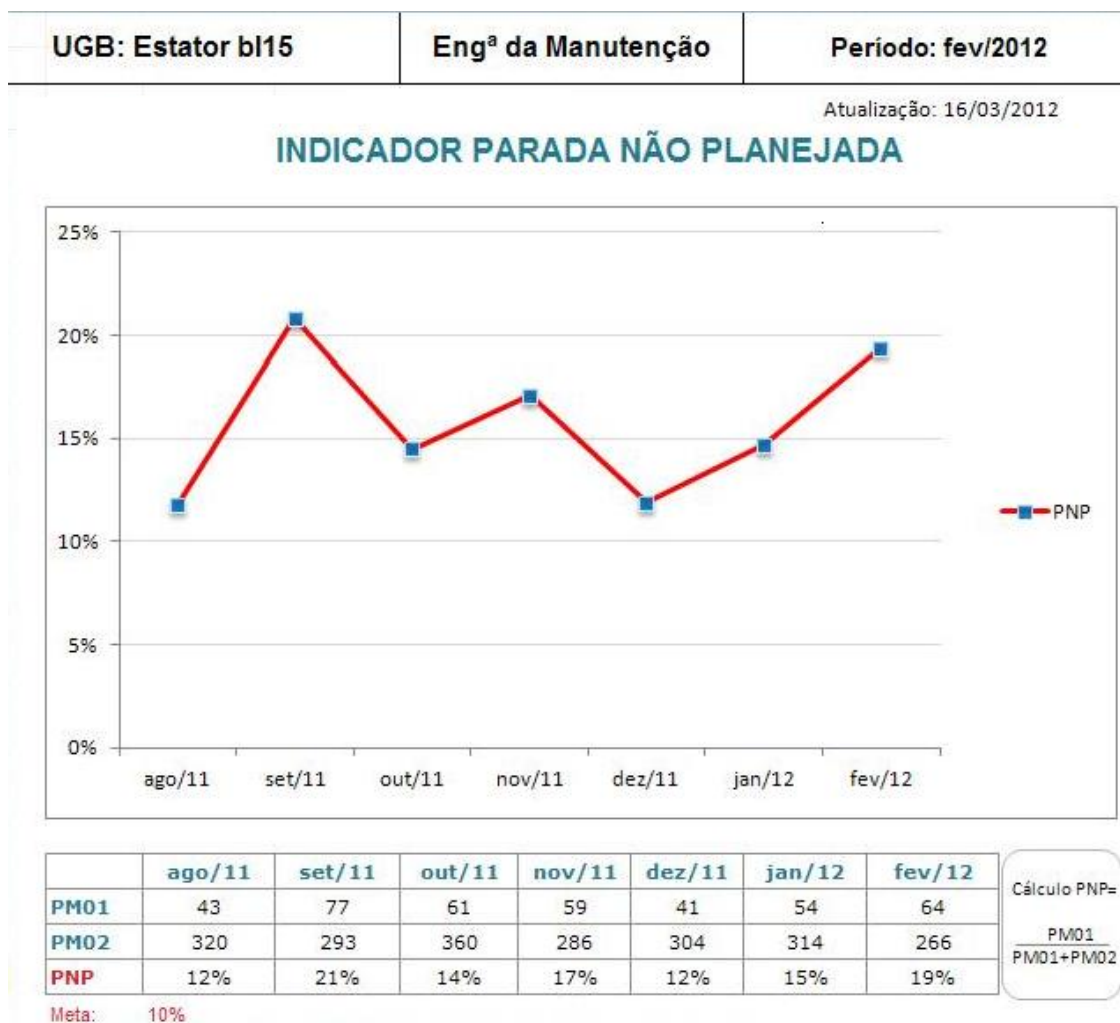 UGB: Estator bl15 Engª da Manutenção Período: fev/2012
Atualização: 16/03/2012
INDICADOR PARADA NÃO PLANEJADA
25%
20%
15%
10%
5%
0%
PNP
ago/11 set/11 out/11 nov/11 dez/11 jan/12 fev/12
ago/11 set/11 out/11 nov/11 dez/11 jan/12 fev/12
PM01 43 77 61 59 41 54 64
PM02 320 293 360 286 304 314 266
PNP 12% 21% 14% 17% 12% 15% 19%
Cálculo PNP=
PM01
PM01+PM02
Meta: 10%